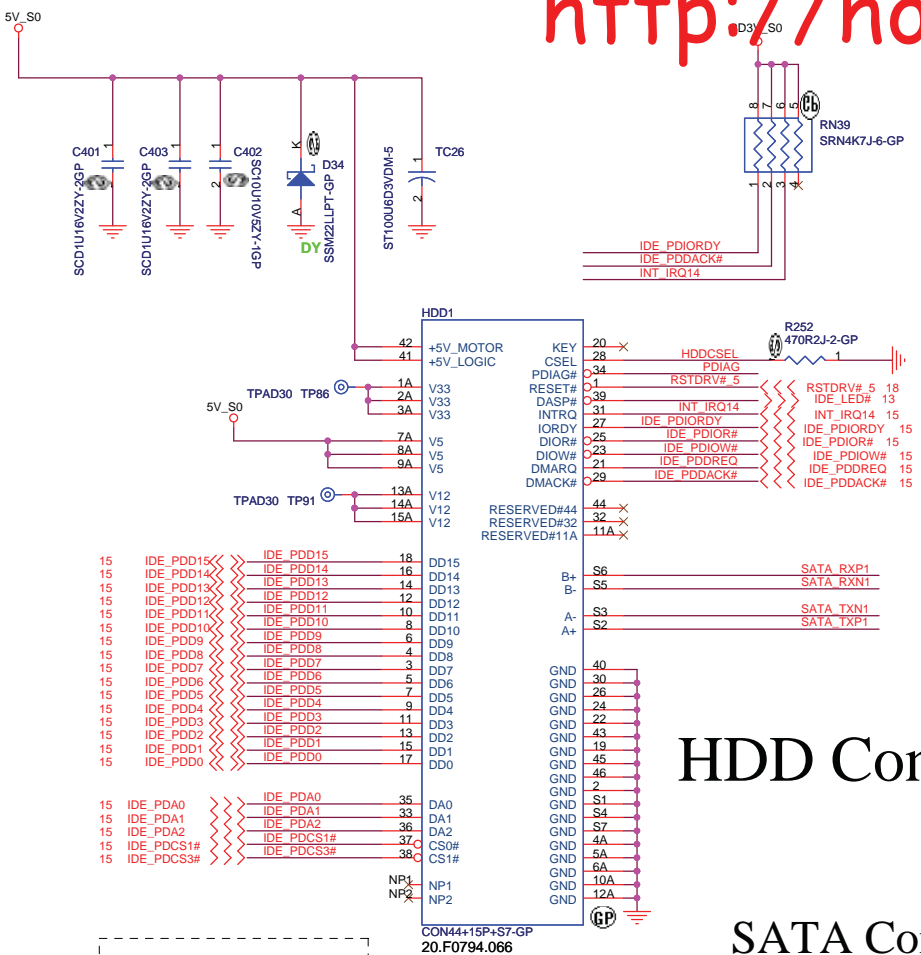 5V_S0
http://ho
D3V_S0
C401
1
2
SCD1U16V2ZY-2GP
C403
1
2
SCD1U16V2ZY-2GP
C402
1
2
SC10U10V5ZY-1GP
K
A
D34
SSM22LLPT-GP
DY
TC26
1
2
ST100U6D3VDM-5
8
7
6
5
RN39
SRN4K7J-6-GP
1
2
3
4
IDE_PDIORDY
IDE_PDDACK#
INT_IRQ14
HDD1
42 +5V_MOTOR
41 +5V_LOGIC
TPAD30 TP86
1A V33
2A V33
3A V33
5V_S0
7A V5
8A V5
9A V5
TPAD30 TP91
13A V12
14A V12
15A V12
15 IDE_PDD15 IDE_PDD15 18 DD15
15 IDE_PDD14 IDE_PDD14 16 DD14
15 IDE_PDD13 IDE_PDD13 14 DD13
15 IDE_PDD12 IDE_PDD12 12 DD12
15 IDE_PDD11 IDE_PDD11 10 DD11
15 IDE_PDD10 IDE_PDD10 8 DD10
15 IDE_PDD9 IDE_PDD9 6 DD9
15 IDE_PDD8 IDE_PDD8 4 DD8
15 IDE_PDD7 IDE_PDD7 3 DD7
15 IDE_PDD6 IDE_PDD6 5 DD6
15 IDE_PDD5 IDE_PDD5 7 DD5
15 IDE_PDD4 IDE_PDD4 9 DD4
15 IDE_PDD3 IDE_PDD3 11 DD3
15 IDE_PDD2 IDE_PDD2 13 DD2
15 IDE_PDD1 IDE_PDD1 15 DD1
15 IDE_PDD0 IDE_PDD0 17 DD0
15 IDE_PDA0 IDE_PDA0 35 DA0
15 IDE_PDA1 IDE_PDA1 33 DA1
15 IDE_PDA2 IDE_PDA2 36 DA2
15 IDE_PDCS1# IDE_PDCS1# 37 CS0#
15 IDE_PDCS3# IDE_PDCS3# 38 CS1#
NP1 NP1
NP2 NP2
KEY 20
CSEL 28 HDDCSEL
R252
470R2J-2-GP
2
1
PDIAG# 34 PDIAG
RESET# 1 RSTDRV#_5 RSTDRV#_5 18
DASP# 39 IDE_LED# 13
INTRQ 31 INT_IRQ14 INT_IRQ14 15
IORDY 27 IDE_PDIORDY IDE_PDIORDY 15
DIOR# 25 IDE_PDIOR# IDE_PDIOR# 15
DIOW# 23 IDE_PDIOW# IDE_PDIOW# 15
DMARQ 21 IDE_PDDREQ IDE_PDDREQ 15
DMACK# 29 IDE_PDDACK# IDE_PDDACK# 15
RESERVED#44 44
RESERVED#32 32
RESERVED#11A 11A
B+ S6 SATA_RXP1
B- S5 SATA_RXN1
A- S3 SATA_TXN1
A+ S2 SATA_TXP1
GND 40
GND 30
GND 26
GND 24
GND 22
GND 43
GND 19
GND 45
GND 46
GND 2
GND S1
GND S4
GND S7
GND 4A
GND 5A
GND 6A
GND 10A
GND 12A
GP
HDD Con
CON44+15P+S7-GP
20.F0794.066
SATA Co